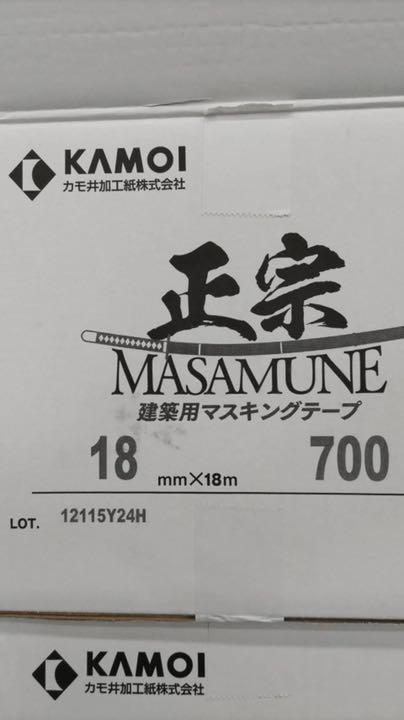 KAMOI
カモ井加工紙株式会社
正宗
MASAMUNE
建築用マスキングテープ
18 mm×18m 700
LOT. 12115Y24H
KAMOI
カモ井加工紙株式会社